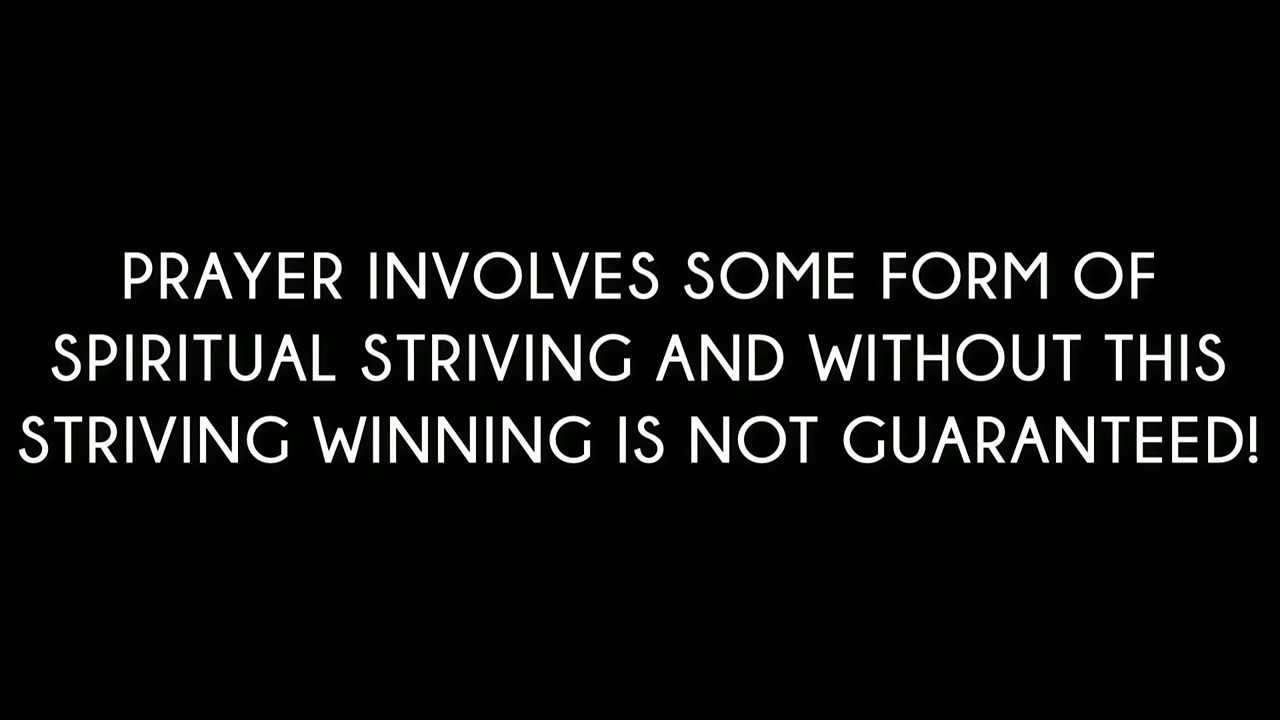 PRAYER INVOLVES SOME FORM OF
SPIRITUAL STRIVING AND WITHOUT THIS
STRIVING WINNING IS NOT GUARANTEED!